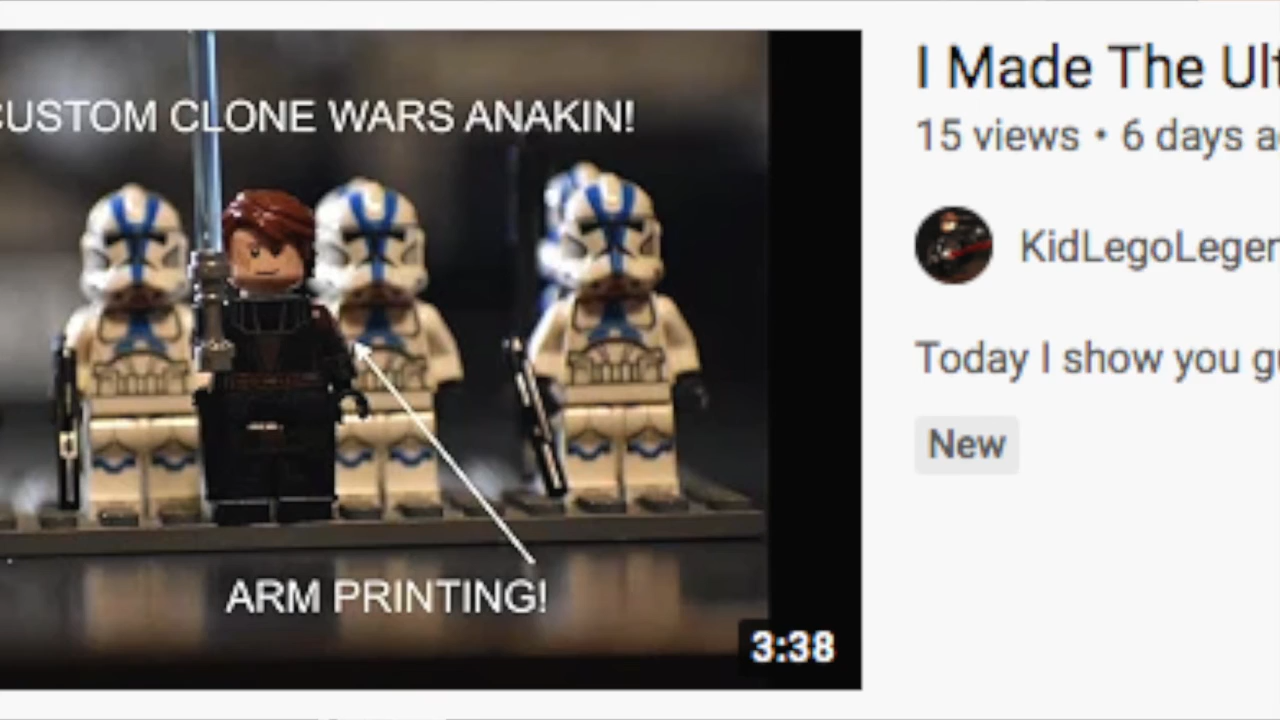 CUSTOM CLONE WARS ANAKIN!
ARM PRINTING!
3:38
I Made The Ult
15 views • 6 days a
KidLegoLeger
Today I show you g
New